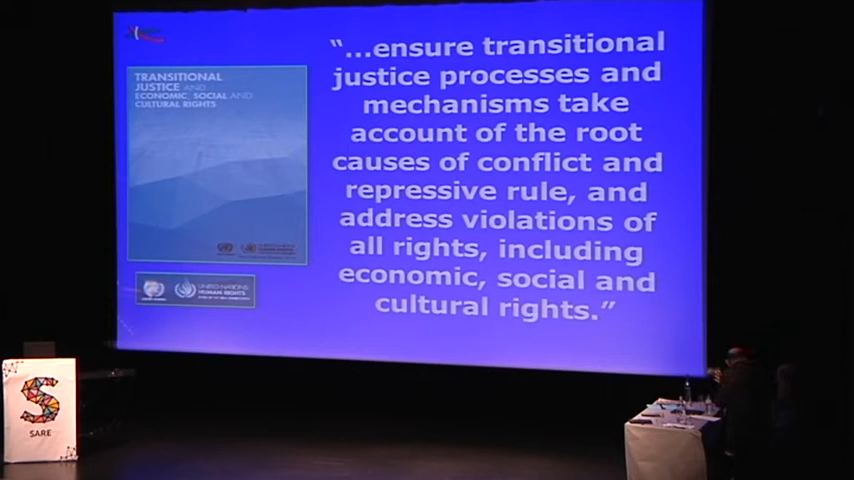 TRANSITIONAL
JUSTICE AND
ECONOMIC, SOCIAL AND
CULTURAL RIGHTS
“...ensure transitional
justice processes and
mechanisms take
account of the root
causes of conflict and
repressive rule, and
address violations of
all rights, including
economic, social and
cultural rights.”
UNITED NATIONS
HUMAN RIGHTS
S
SARE